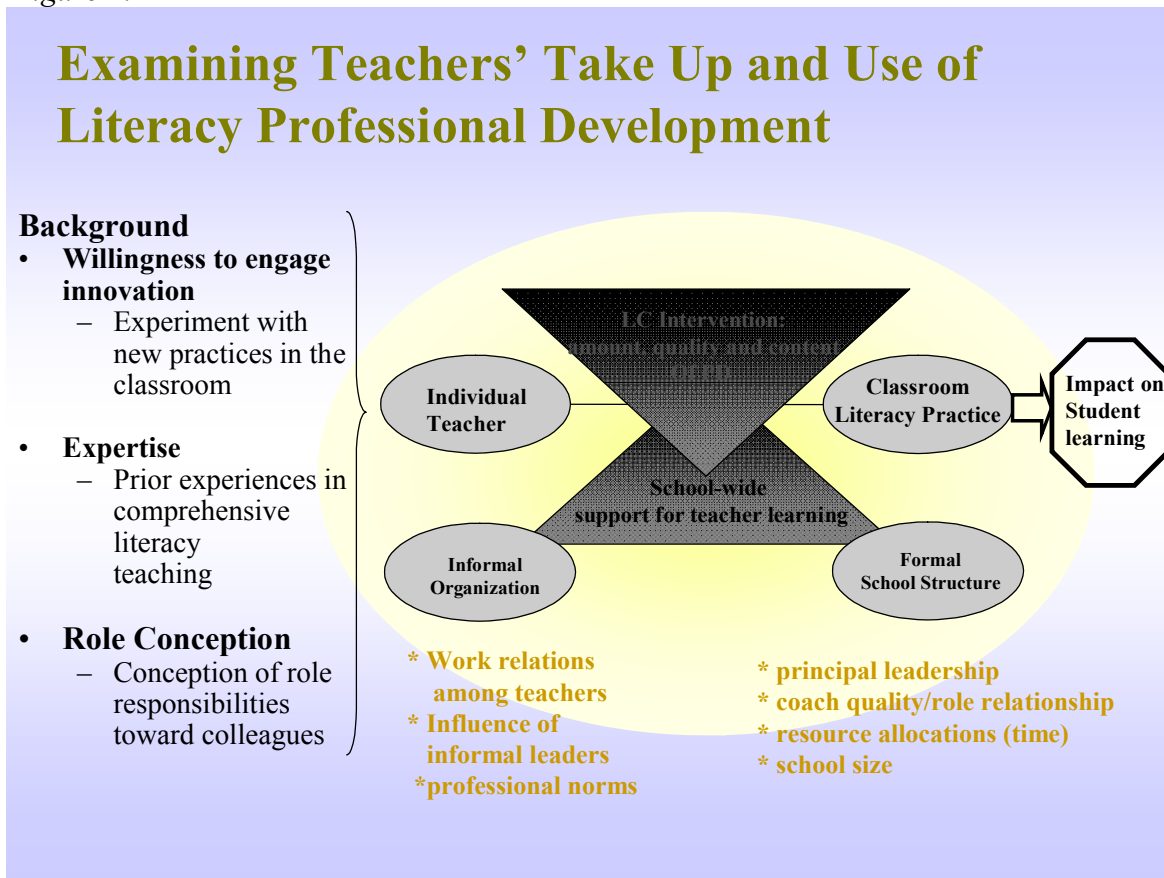 Examining Teachers’ Take Up and Use of
Literacy Professional Development
Background
• Willingness to engage
innovation
– Experiment with
new practices in the
classroom
• Expertise
– Prior experiences in
comprehensive
literacy
teaching
• Role Conception
– Conception of role
responsibilities
toward colleagues
LC Intervention:
amount, quality and content
Individual
Teacher
Classroom
Literacy Practice
Impact on
Student
learning
School-wide
support for teacher learning
Informal
Organization
Formal
School Structure
* Work relations
among teachers
* Influence of
informal leaders
*professional norms
* principal leadership
* coach quality/role relationship
* resource allocations (time)
* school size